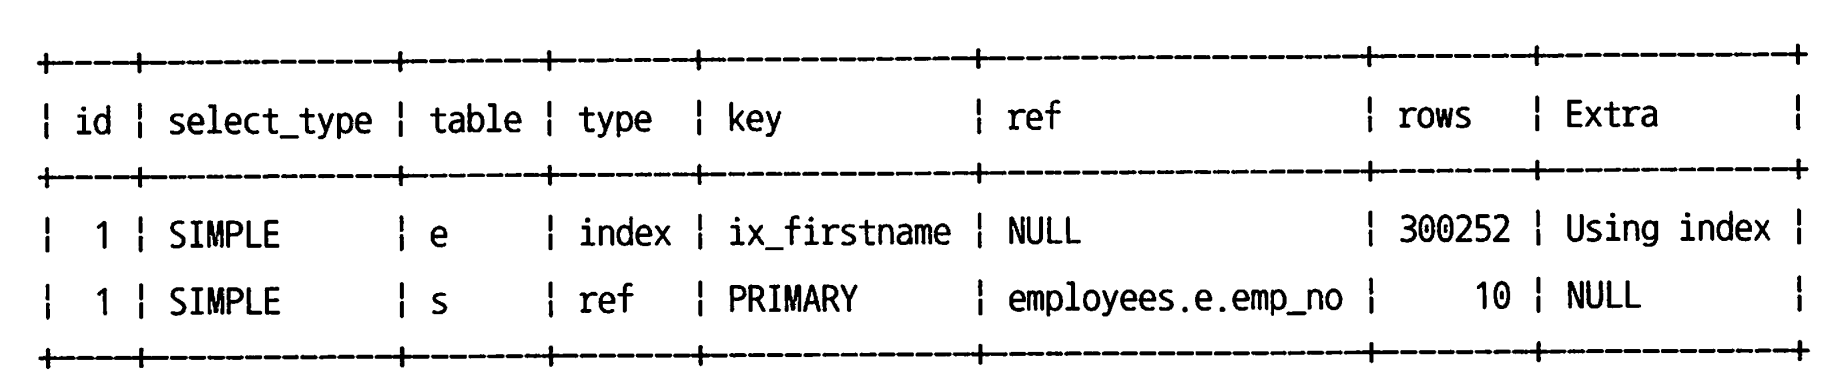 +----+-------------+-------+-------+--------------+--------------------+--------+-------------+
| id | select_type | table | type  | key          | ref                | rows   | Extra       |
+----+-------------+-------+-------+--------------+--------------------+--------+-------------+
|  1 | SIMPLE      | e     | index | ix_firstname | NULL               | 300252 | Using index |
|  1 | SIMPLE      | s     | ref   | PRIMARY      | employees.e.emp_no |     10 | NULL        |
+----+-------------+-------+-------+--------------+--------------------+--------+-------------+